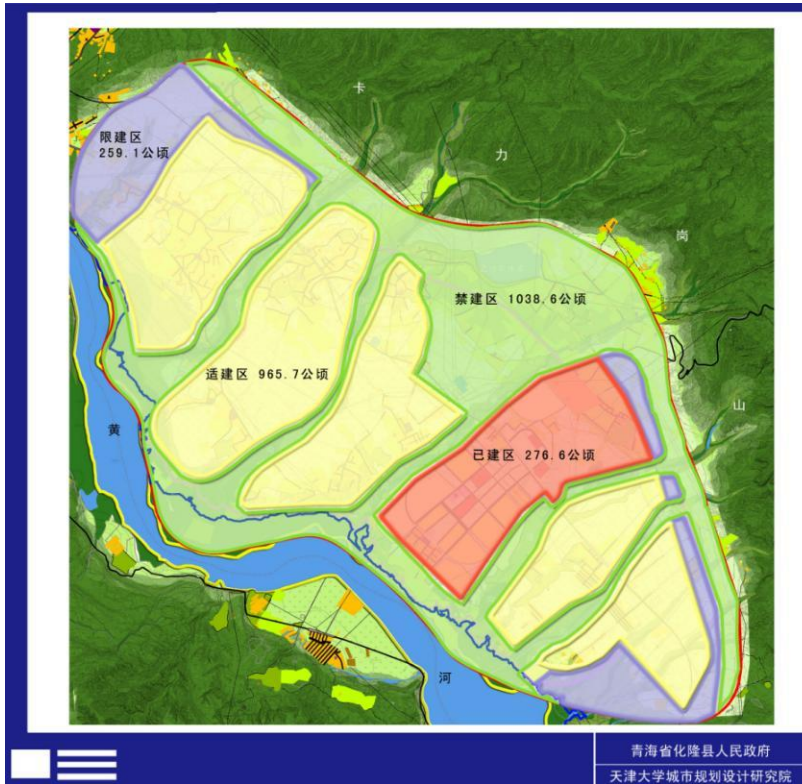 卡
力
岗
山
限建区
259.1公顷
禁建区 1038.6公顷
适建区 965.7公顷
已建区 276.6公顷
黄
河
青海省化隆县人民政府
天津大学城市规划设计研究院